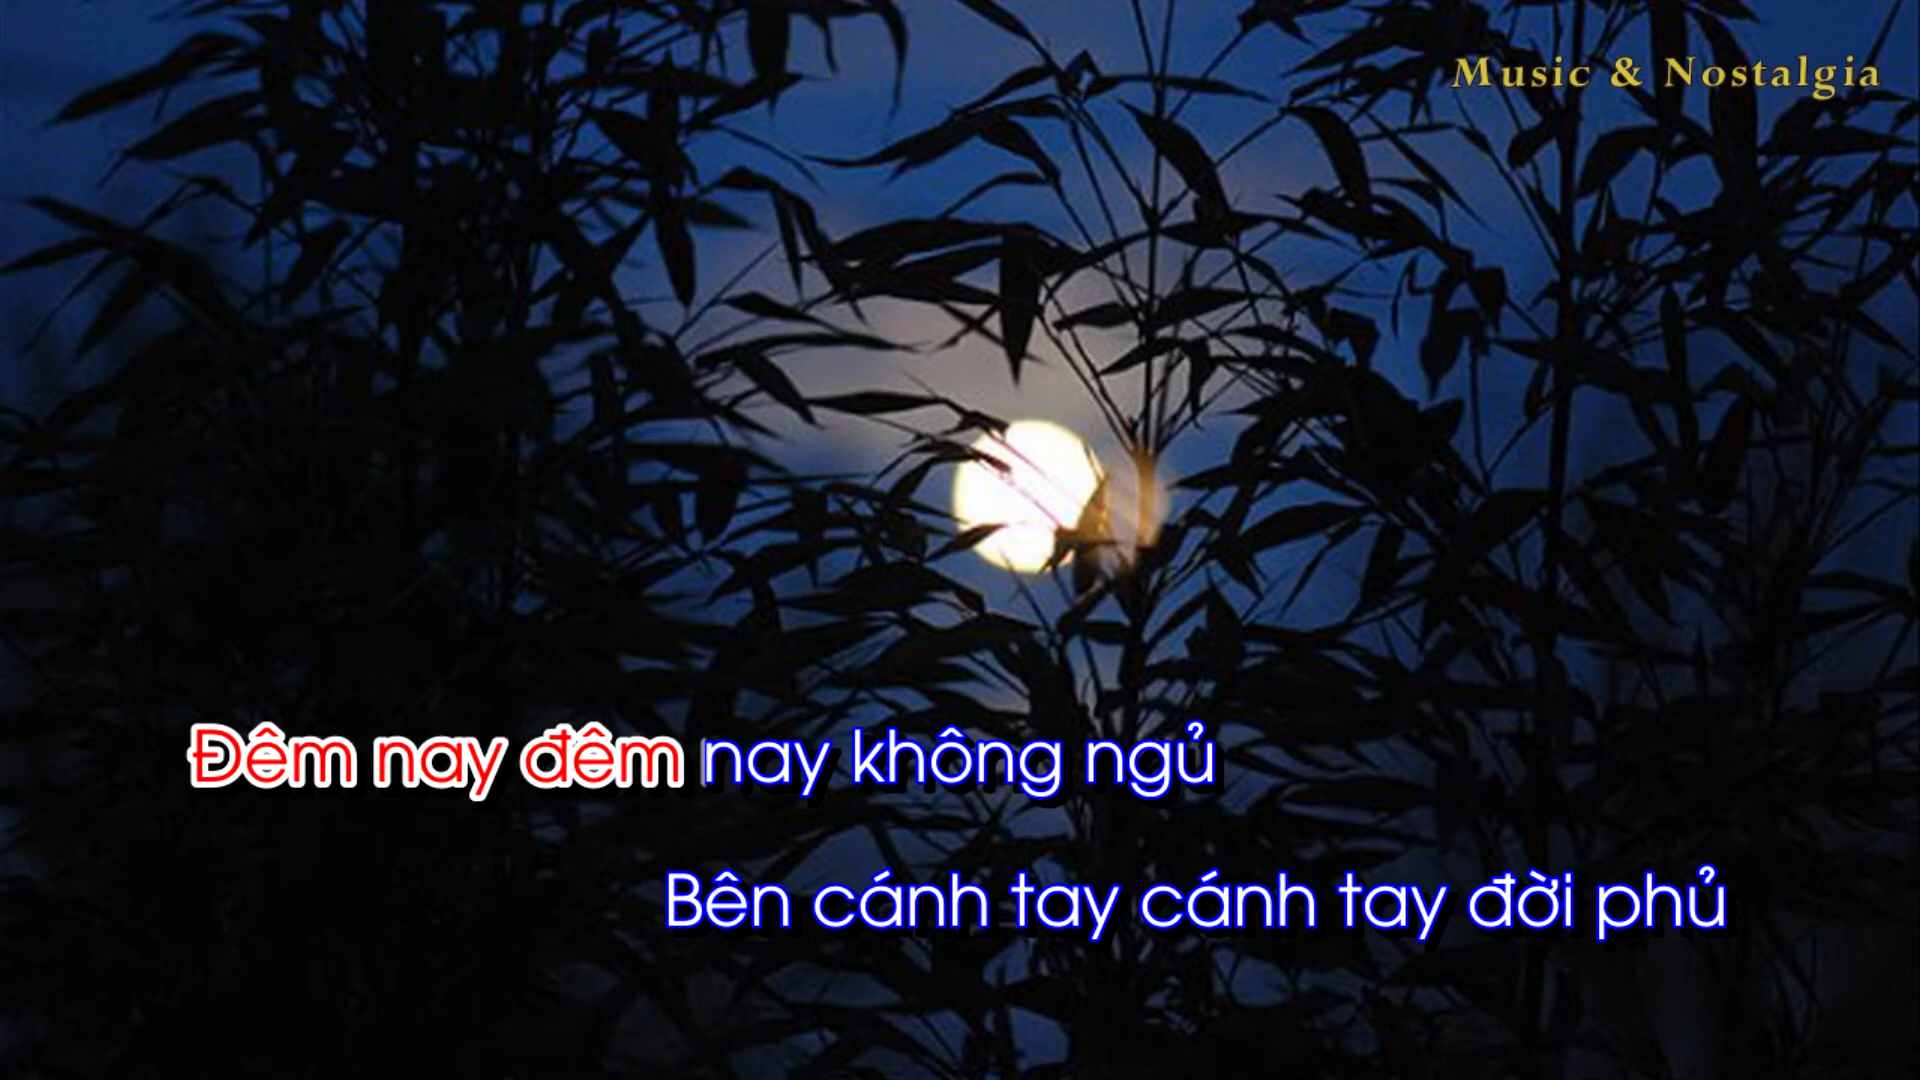 Music & Nostalgia
Đêm nay đêm nay không ngủ
Bên cánh tay cánh tay đời phủ